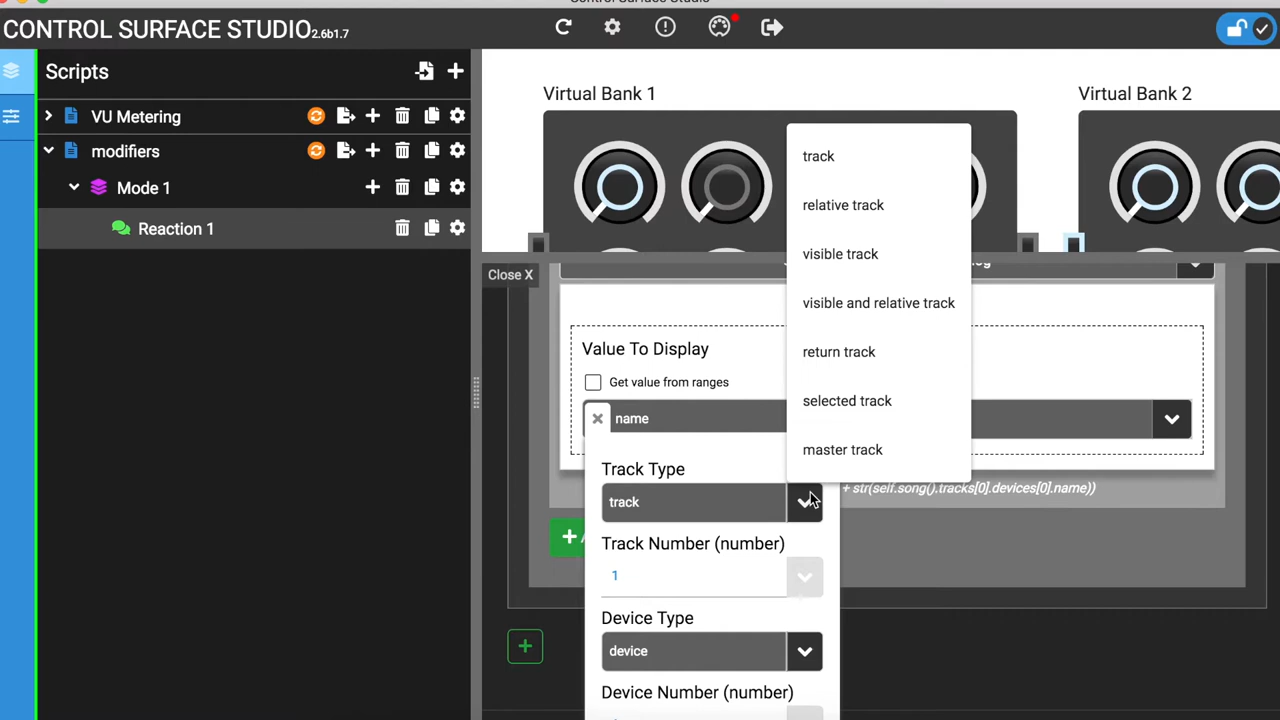 Control Surface Studio
CONTROL SURFACE STUDIO2.6b1.7
Scripts
VU Metering
modifiers
Mode 1
Reaction 1
Virtual Bank 1
Virtual Bank 2
Close X
Value To Display
Get value from ranges
name
Track Type
track
Track Number (number)
1
Device Type
device
Device Number (number)
track
relative track
visible track
visible and relative track
return track
selected track
master track
+ str(self.song().tracks[0].devices[0].name))